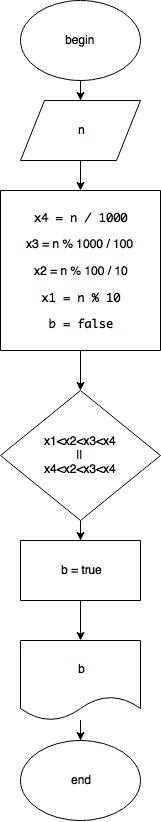 begin
n
x4 = n / 1000
x3 = n % 1000 / 100
x2 = n % 100 / 10
x1 = n % 10
b = false
x1<x2<x3<x4
||
x4<x2<x3<x4
b = true
b
end